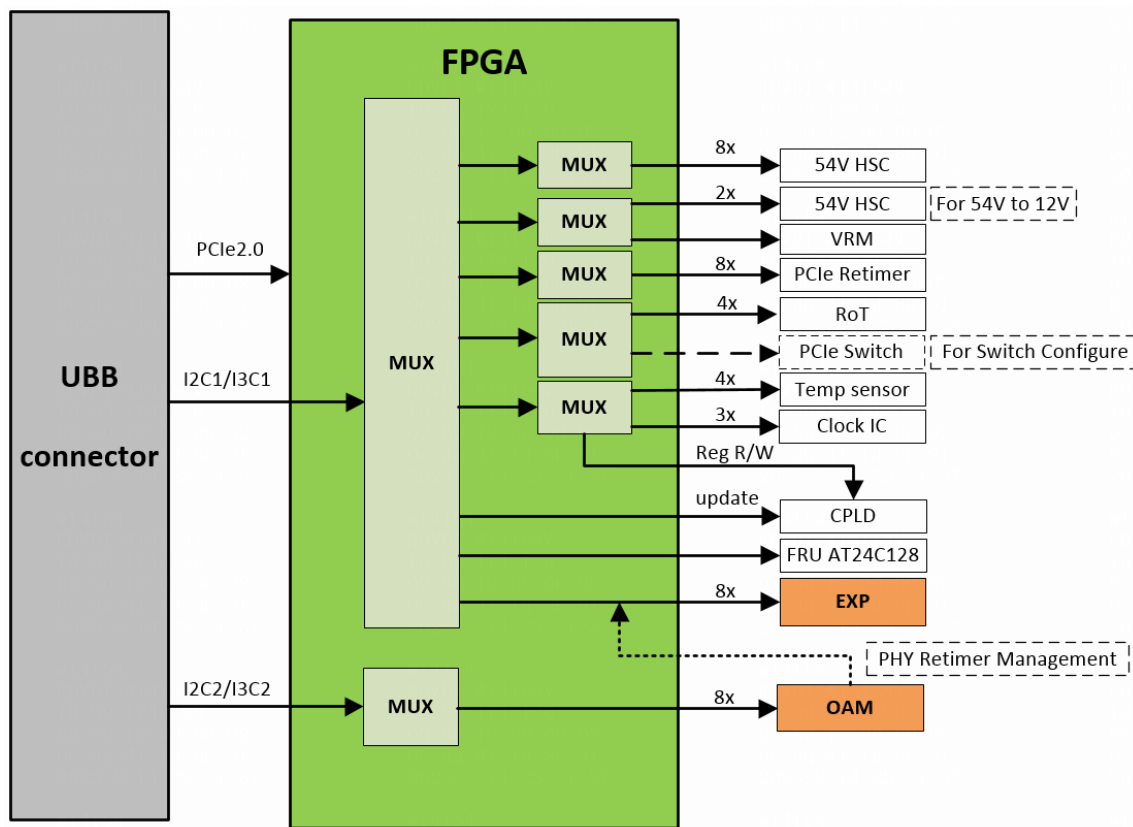 FPGA
UBB
connector
PCIe2.0
I2C1/I3C1
I2C2/I3C2
MUX
MUX
MUX
MUX
MUX
MUX
MUX
8x
54V HSC
2x
54V HSC
For 54V to 12V
VRM
8x
PCIe Retimer
4x
RoT
PCIe Switch
For Switch Configure
4x
Temp sensor
3x
Clock IC
Reg R/W
update
CPLD
FRU AT24C128
8x
EXP
PHY Retimer Management
8x
OAM